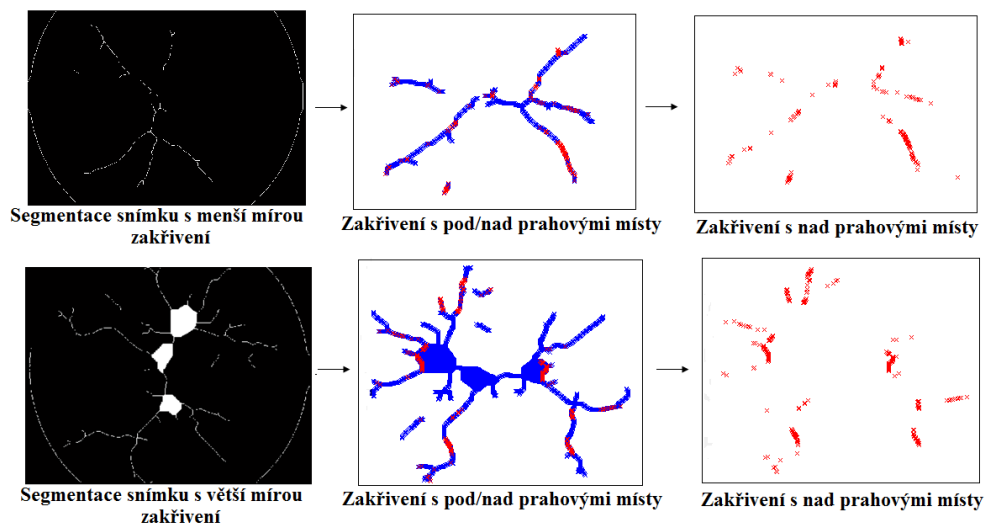 Segmentace snímku s menší mírou
zakřivení
Zakřivení s pod/nad prahovými místy
Zakřivení s nad prahovými místy
Segmentace snímku s větší mírou
zakřivení
Zakřivení s pod/nad prahovými místy
Zakřivení s nad prahovými místy